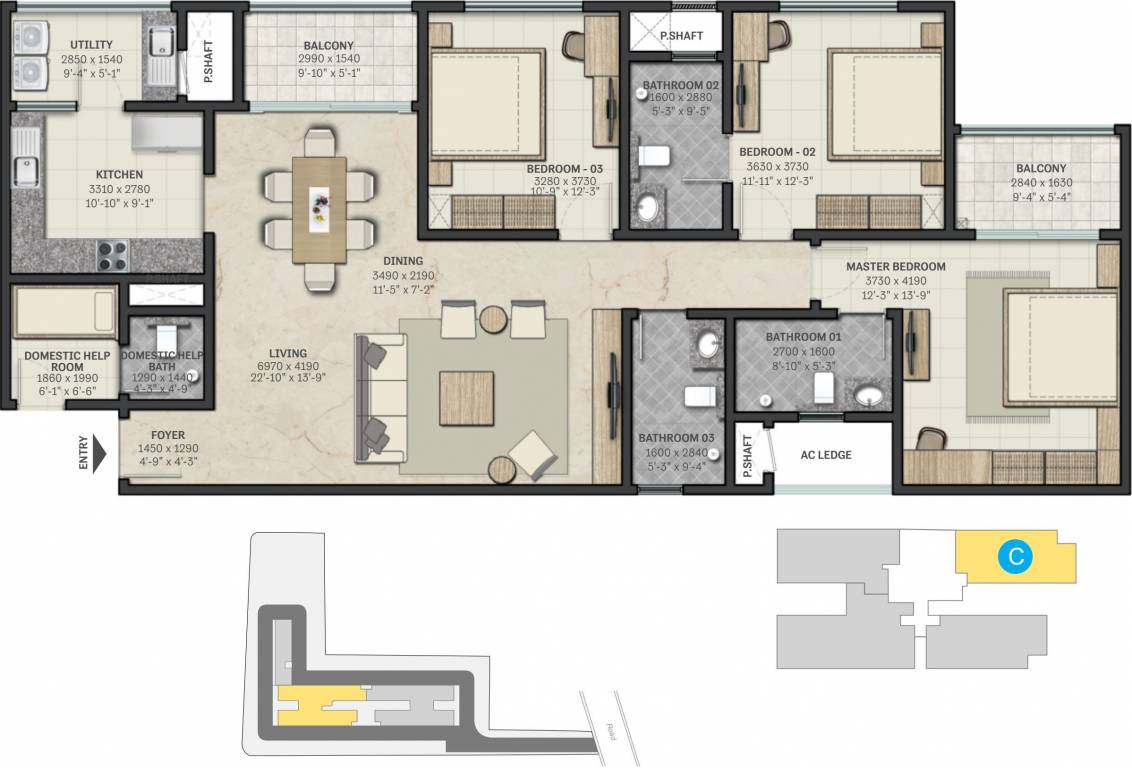 UTILITY
2850 x 1540
9'-4" x 5'-1"
P.SHAFT
BALCONY
2990 x 1540
9'-10" x 5'-1"
P.SHAFT
BATHROOM 02
1600 x 2880
5'-3" x 9'-5"
BEDROOM - 03
3280 x 3730
10'-9" x 12'-3"
BEDROOM - 02
3630 x 3730
11'-11" x 12'-3"
BALCONY
2840 x 1630
9'-4" x 5'-4"
KITCHEN
3310 x 2780
10'-10" x 9'-1"
DINING
3490 x 2190
11'-5" x 7'-2"
MASTER BEDROOM
3730 x 4190
12'-3" x 13'-9"
DOMESTIC HELP
ROOM
1860 x 1990
6'-1" x 6'-6"
DOMESTIC HELP
BATH
1290 x 1440
4'-3" x 4'-9"
LIVING
6970 x 4190
22'-10" x 13'-9"
BATHROOM 01
2700 x 1600
8'-10" x 5'-3"
ENTRY
FOYER
1450 x 1290
4'-9" x 4'-3"
BATHROOM 03
1600 x 2840
5'-3" x 9'-4"
P.SHAFT
AC LEDGE
C
Road